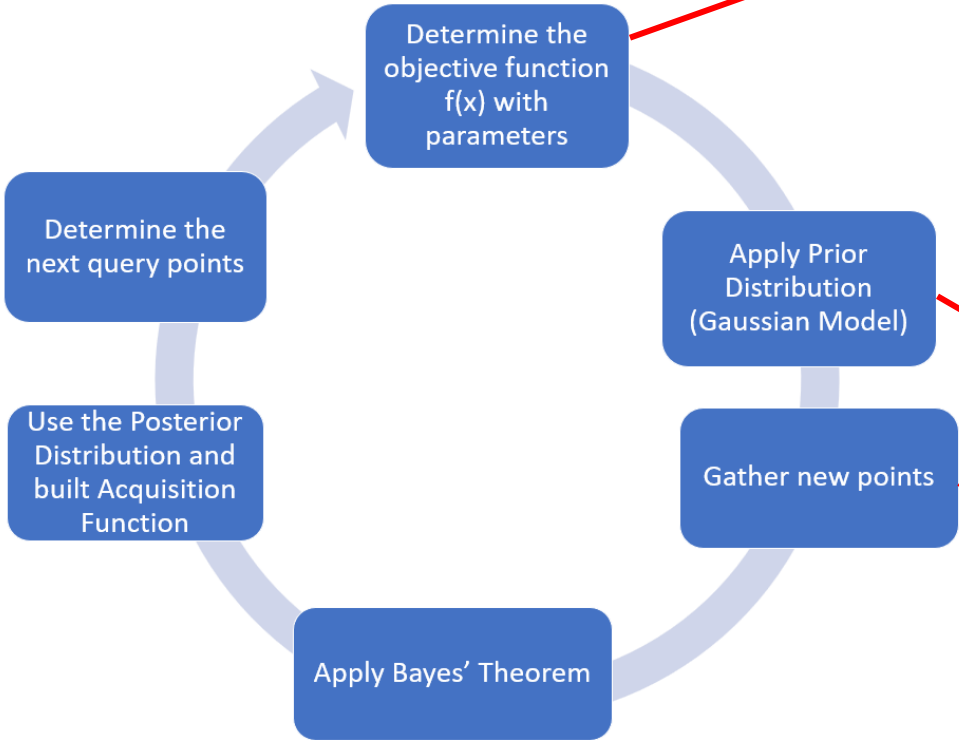 Determine the
objective function
f(x) with
parameters
Apply Prior
Distribution
(Gaussian Model)
Gather new points
Apply Bayes’ Theorem
Use the Posterior
Distribution and
built Acquisition
Function
Determine the
next query points